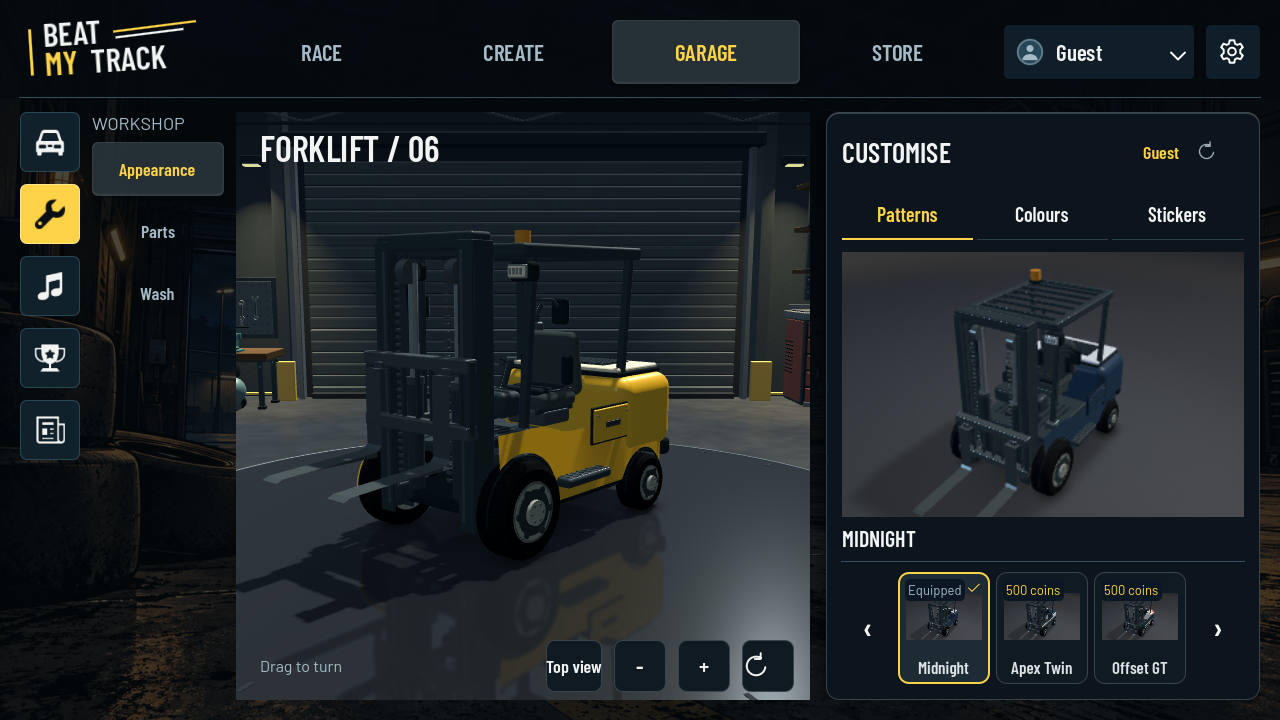 BEAT
MY TRACK
RACE
CREATE
GARAGE
STORE
Guest
WORKSHOP
Appearance
Parts
Wash
FORKLIFT / 06
Drag to turn
Top view
-
+
CUSTOMISE
Guest
Patterns
Colours
Stickers
MIDNIGHT
Equipped
Midnight
500 coins
Apex Twin
500 coins
Offset GT